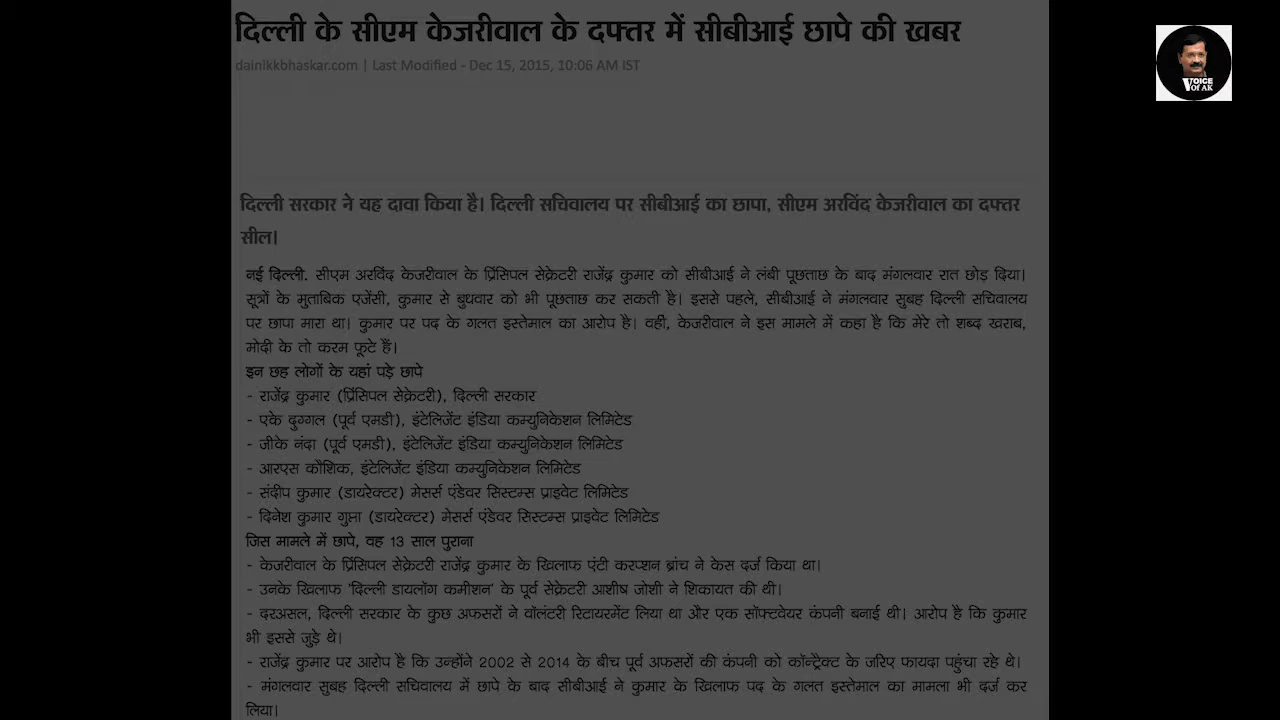 दिल्ली के सीएम केजरीवाल के दफ्तर में सीबीआई छापे की खबर
dainikkbhaskar.com | Last Modified - Dec 15, 2015, 10:06 AM IST
VOICE
Of AK
दिल्ली सरकार ने यह दावा किया है। दिल्ली सचिवालय पर सीबीआई का छापा, सीएम अरविंद केजरीवाल का दफ्तर
सील।
नई दिल्ली. सीएम अरविंद केजरीवाल के प्रिंसिपल सेक्रेटरी राजेंद्र कुमार को सीबीआई ने लंबी पूछताछ के बाद मंगलवार रात छोड़ दिया।
सूत्रों के मुताबिक एजेंसी, कुमार से बुधवार को भी पूछताछ कर सकती है। इससे पहले, सीबीआई ने मंगलवार सुबह दिल्ली सचिवालय
पर छापा मारा था। कुमार पर पद के गलत इस्तेमाल का आरोप है। वहीं, केजरीवाल ने इस मामले में कहा है कि मेरे तो शब्द खराब,
मोदी के तो करम फूटे हैं।
इन छह लोगों के यहां पड़े छापे
- राजेंद्र कुमार (प्रिंसिपल सेक्रेटरी), दिल्ली सरकार
- एके दुग्गल (पूर्व एमडी), इंटेलिजेंट इंडिया कम्युनिकेशन लिमिटेड
- जीके नंदा (पूर्व एमडी), इंटेलिजेंट इंडिया कम्युनिकेशन लिमिटेड
- आरएस कौशिक, इंटेलिजेंट इंडिया कम्युनिकेशन लिमिटेड
- संदीप कुमार (डायरेक्टर) मेसर्स एंडेवर सिस्टम्स प्राइवेट लिमिटेड
- दिनेश कुमार गुप्ता (डायरेक्टर) मेसर्स एंडेवर सिस्टम्स प्राइवेट लिमिटेड
जिस मामले में छापे, वह 13 साल पुराना
- केजरीवाल के प्रिंसिपल सेक्रेटरी राजेंद्र कुमार के खिलाफ एंटी करप्शन ब्रांच ने केस दर्ज किया था।
- उनके खिलाफ 'दिल्ली डायलॉग कमीशन' के पूर्व सेक्रेटरी आशीष जोशी ने शिकायत की थी।
- दरअसल, दिल्ली सरकार के कुछ अफसरों ने वॉलंटरी रिटायरमेंट लिया था और एक सॉफ्टवेयर कंपनी बनाई थी। आरोप है कि कुमार
भी इससे जुड़े थे।
- राजेंद्र कुमार पर आरोप है कि उन्होंने 2002 से 2014 के बीच पूर्व अफसरों की कंपनी को कॉन्ट्रैक्ट के जरिए फायदा पहुंचा रहे थे।
- मंगलवार सुबह दिल्ली सचिवालय में छापे के बाद सीबीआई ने कुमार के खिलाफ पद के गलत इस्तेमाल का मामला भी दर्ज कर
लिया।